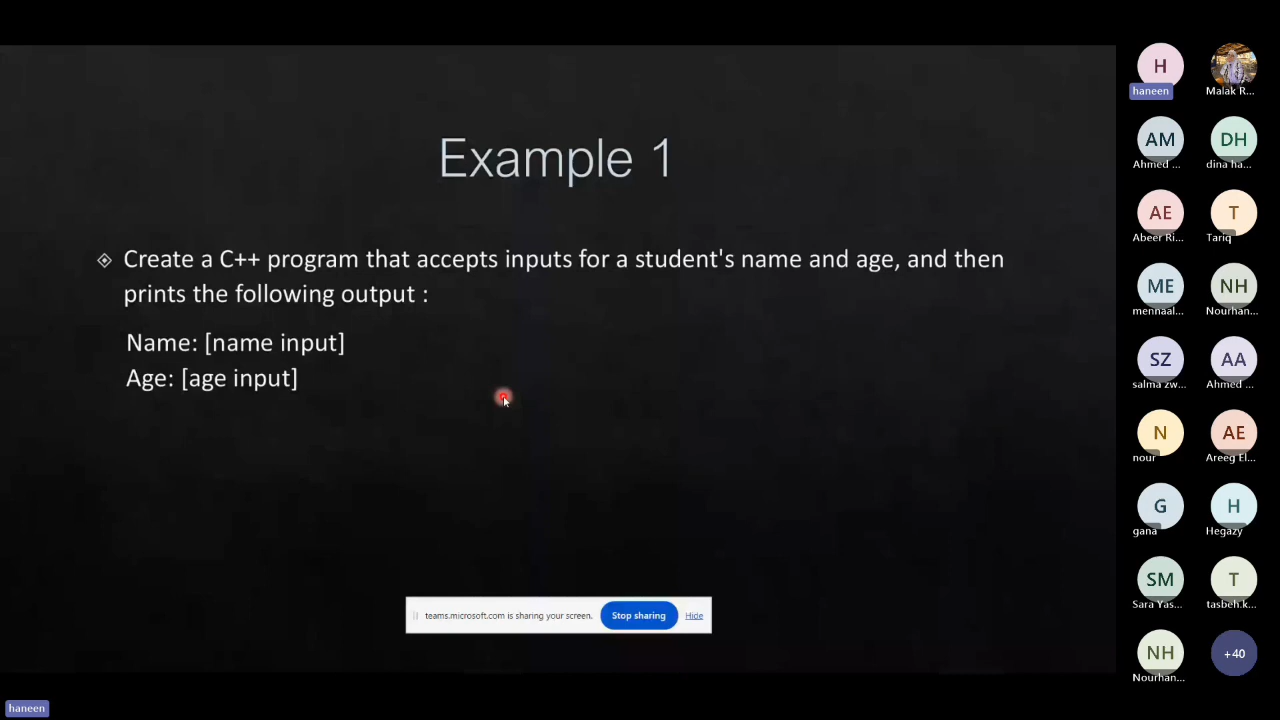 Example 1
Create a C++ program that accepts inputs for a student's name and age, and then
prints the following output :
Name: [name input]
Age: [age input]
teams.microsoft.com is sharing your screen.
Stop sharing
Hide
H
haneen
Malak R...
AM
Ahmed ...
DH
dina ha...
AE
Abeer Ri...
T
Tariq
ME
mennaal...
NH
Nourhan...
SZ
salma zw...
AA
Ahmed ...
N
nour
AE
Areeg El...
G
gana
H
Hegazy
SM
Sara Yas...
T
tasbeh.k...
NH
Nourhan...
+40
haneen